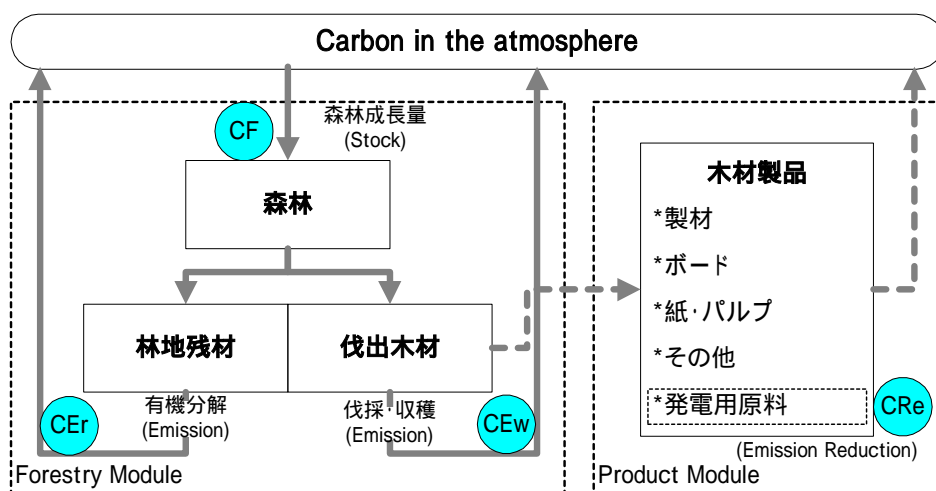 Carbon in the atmosphere
CF
森林成長量
(Stock)
森林
林地残材
伐出木材
有機分解
(Emission)
伐採·収穫
(Emission)
CEr
CEw
Forestry Module
木材製品
*製材
*ボード
*紙·パルプ
*その他
*発電用原料
CRe
(Emission Reduction)
Product Module